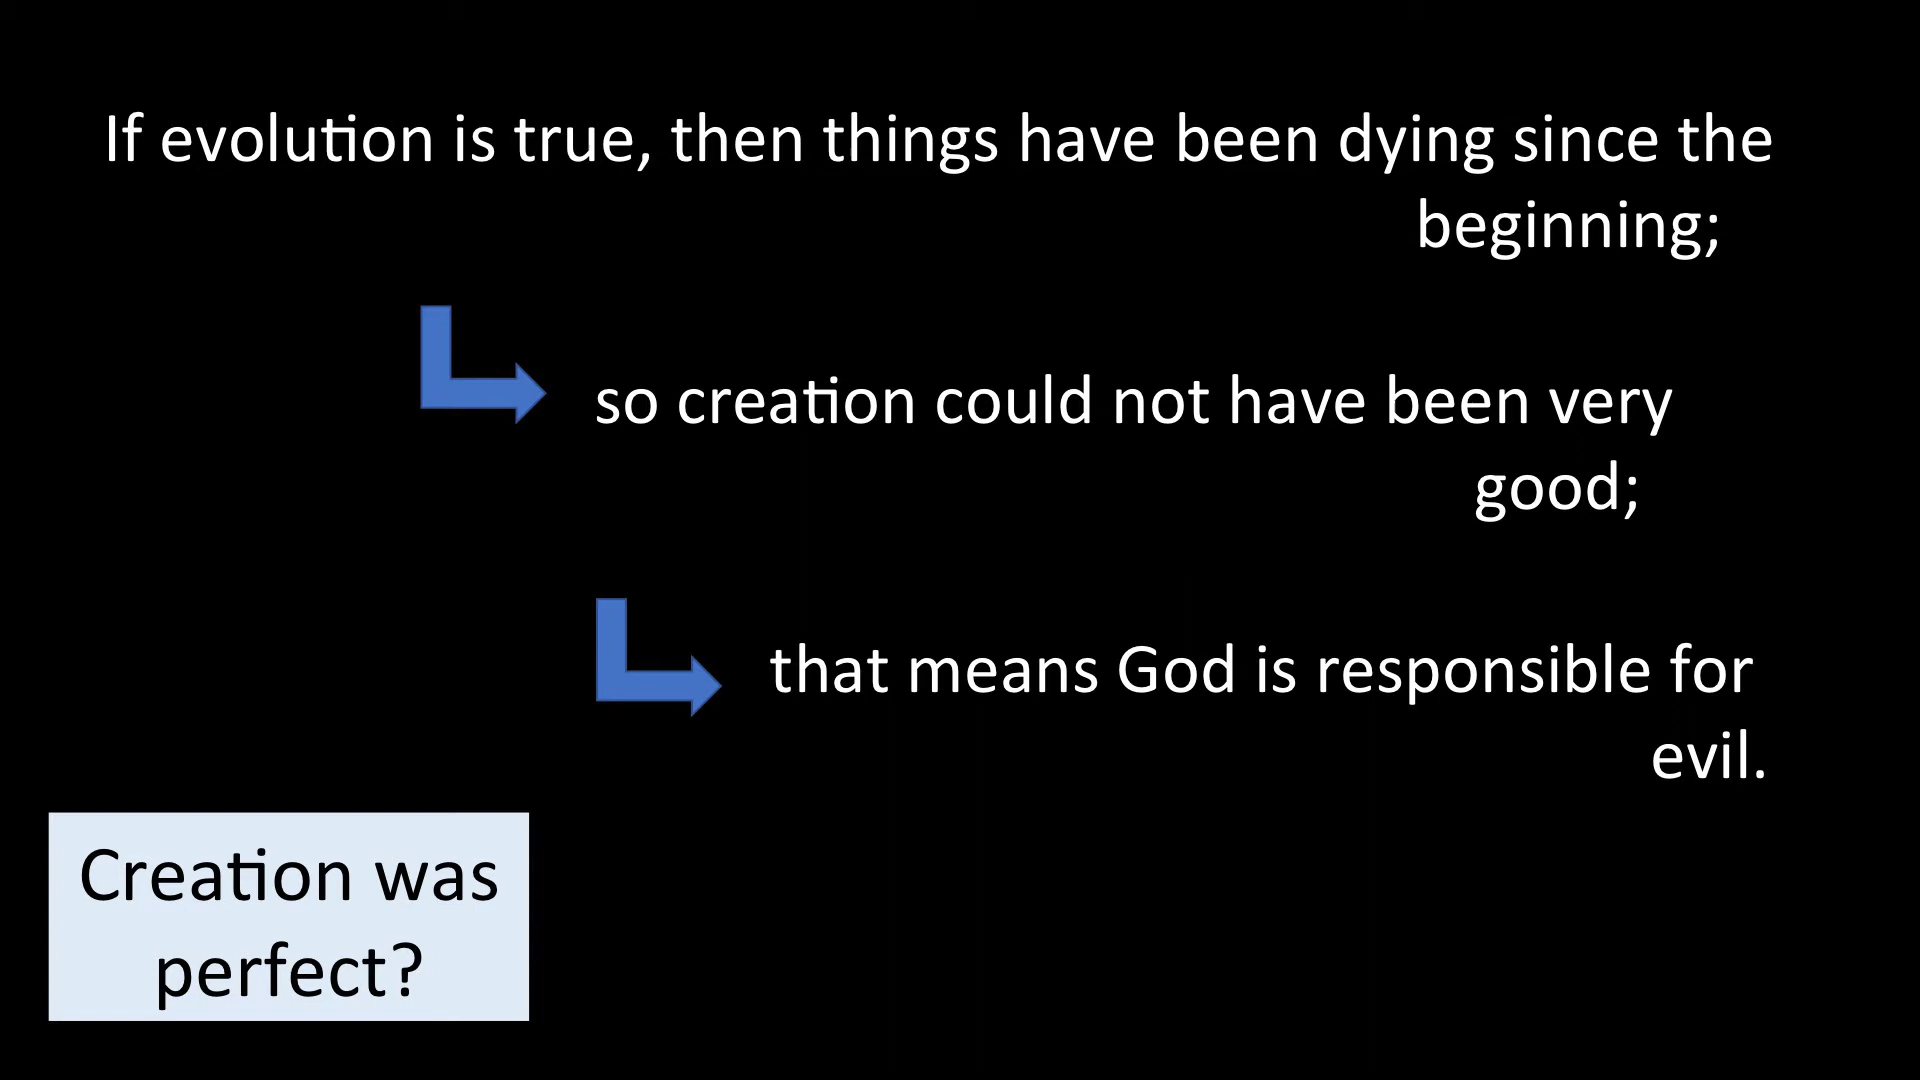 If evolution is true, then things have been dying since the
beginning;
so creation could not have been very
good;
that means God is responsible for
evil.
Creation was
perfect?